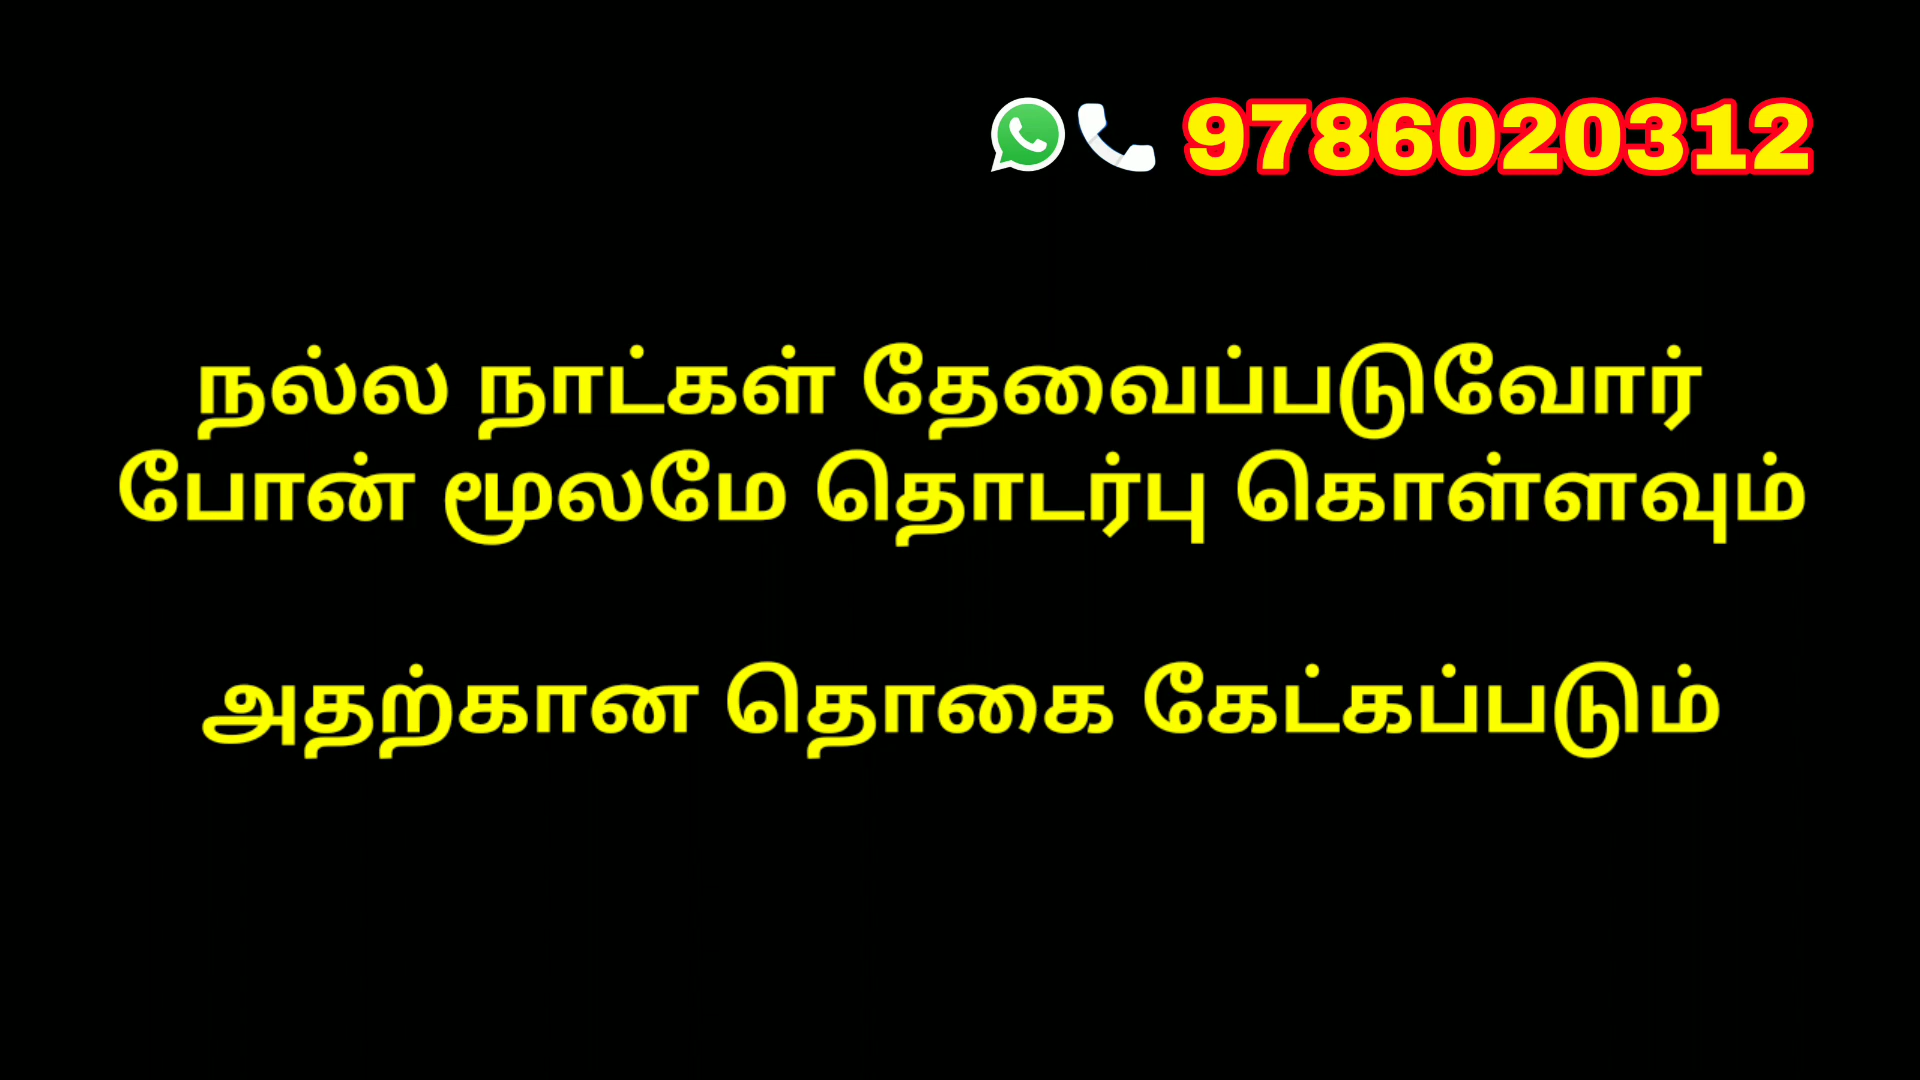 9786020312
நல்ல நாட்கள் தேவைப்படுவோர்
போன் மூலமே தொடர்பு கொள்ளவும்
அதற்கான தொகை கேட்கப்படும்